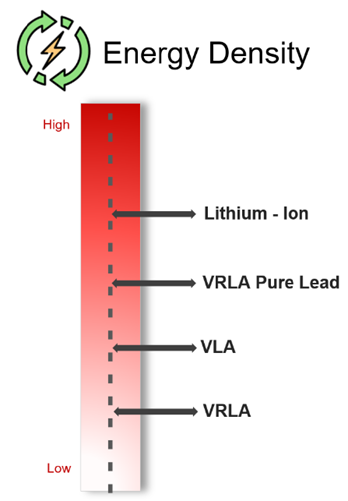 Energy Density
High
Lithium - Ion
VRLA Pure Lead
VLA
VRLA
Low